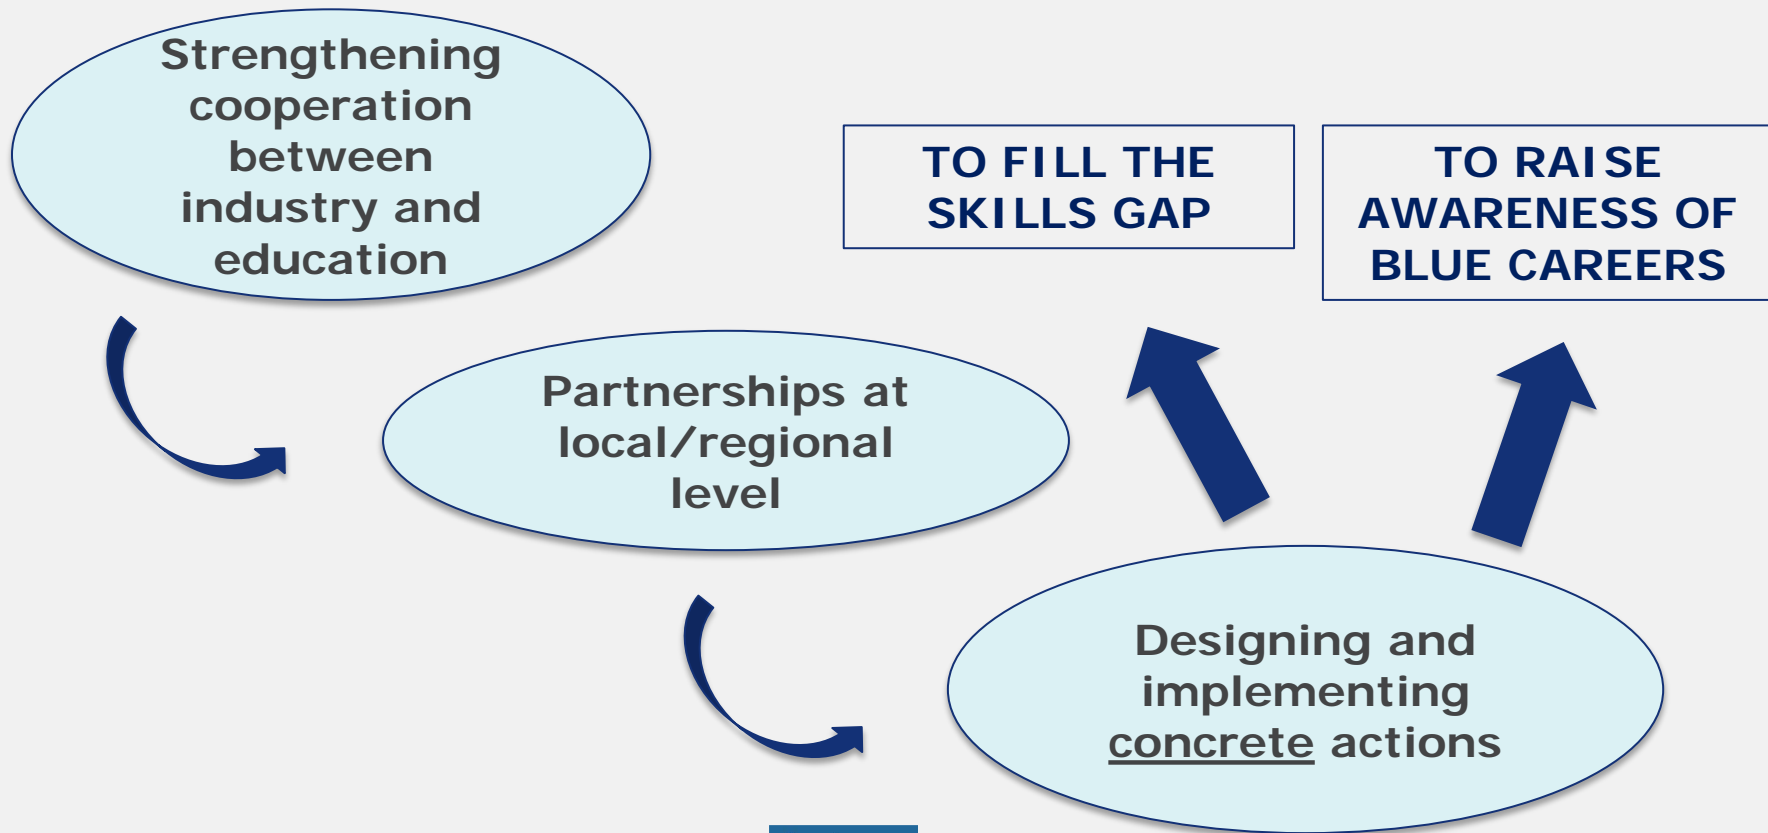 Strengthening
cooperation
between
industry and
education
TO FILL THE
SKILLS GAP
TO RAISE
AWARENESS OF
BLUE CAREERS
Partnerships at
local/regional
level
Designing and
implementing
concrete actions